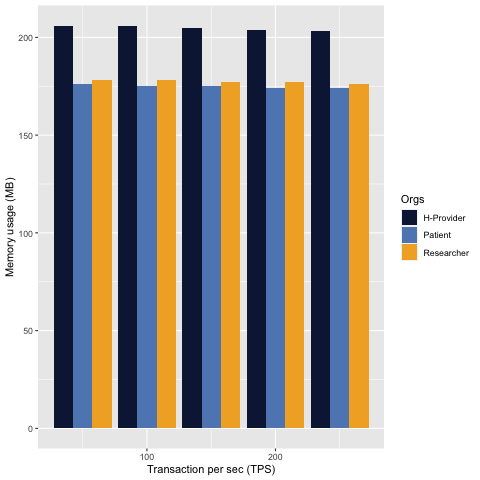 200
150
100
50
0
Memory usage (MB)
100
200
Transaction per sec (TPS)
Orgs
H-Provider
Patient
Researcher